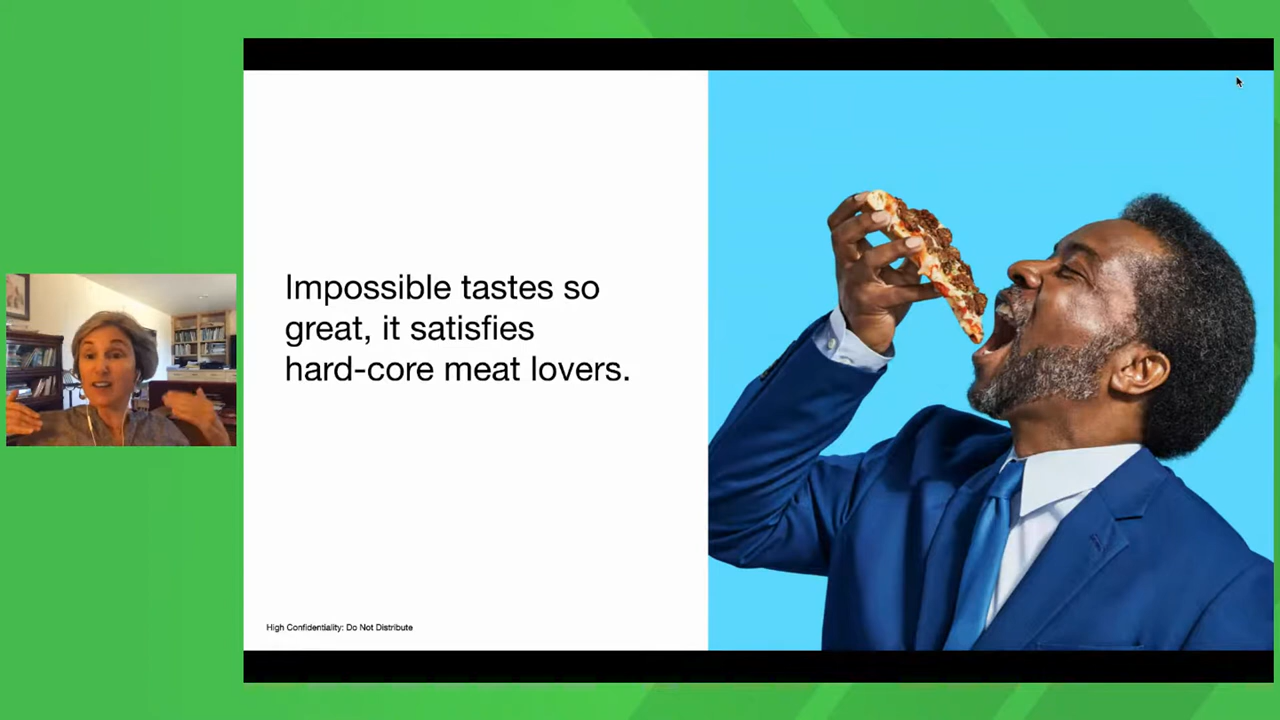 Impossible tastes so
great, it satisfies
hard-core meat lovers.
High Confidentiality: Do Not Distribute